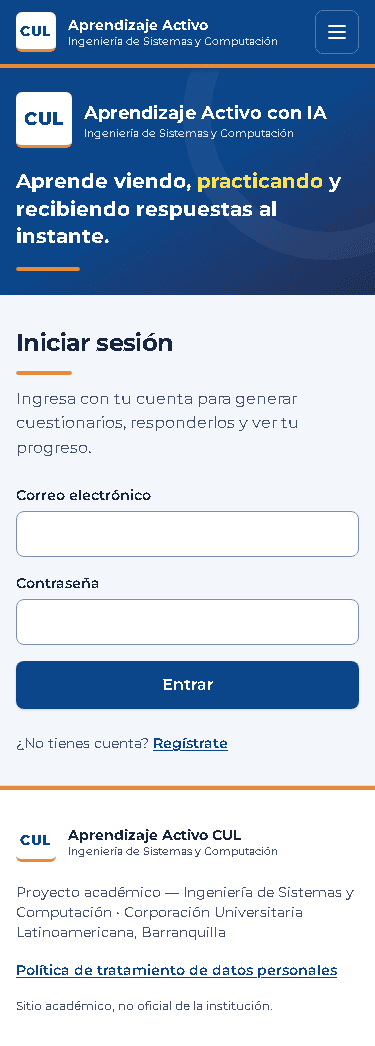 CUL
Aprendizaje Activo
Ingeniería de Sistemas y Computación
CUL
Aprendizaje Activo con IA
Ingeniería de Sistemas y Computación
Aprende viendo, practicando y
recibiendo respuestas al
instante.
Iniciar sesión
Ingresa con tu cuenta para generar
cuestionarios, responderlos y ver tu
progreso.
Correo electrónico
Contraseña
Entrar
¿No tienes cuenta? Regístrate
CUL
Aprendizaje Activo CUL
Ingeniería de Sistemas y Computación
Proyecto académico — Ingeniería de Sistemas y
Computación · Corporación Universitaria
Latinoamericana, Barranquilla
Política de tratamiento de datos personales
Sitio académico, no oficial de la institución.